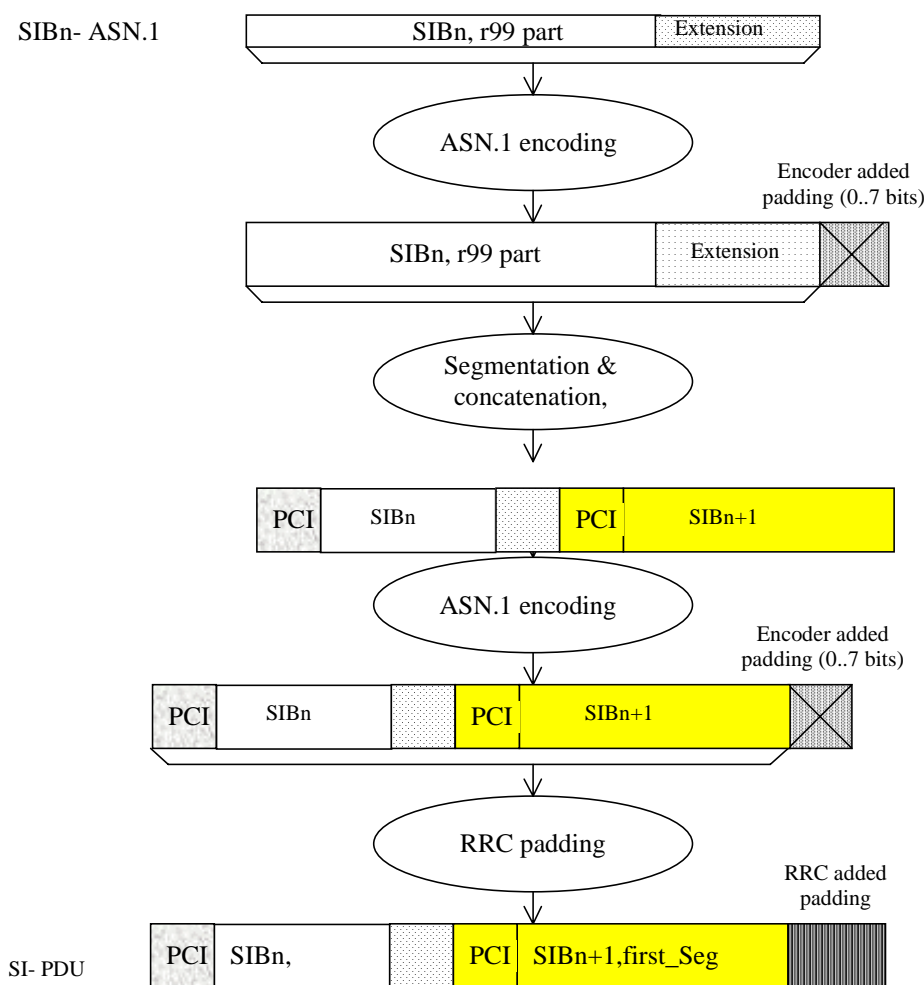 SIBn- ASN.1
SIBn, r99 part
Extension
ASN.1 encoding
Encoder added
padding (0..7 bits)
SIBn, r99 part
Extension
Segmentation &
concatenation,
PCI
SIBn
PCI
SIBn+1
ASN.1 encoding
Encoder added
padding (0..7 bits)
PCI
SIBn
PCI
SIBn+1
RRC padding
RRC added
padding
SI- PDU
PCI
SIBn,
PCI
SIBn+1,first_Seg